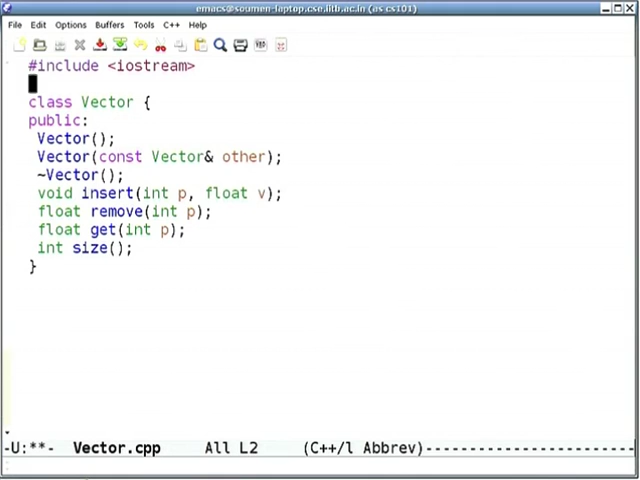 emacs@soumen-laptop.cse.iitb.ac.in (as cs101)
File Edit Options Buffers Tools C++ Help
#include <iostream>
class Vector {
public:
Vector();
Vector(const Vector& other);
~Vector();
void insert(int p, float v);
float remove(int p);
float get(int p);
int size();
}
-U:**- Vector.cpp All L2 (C++/l Abbrev)------------------------